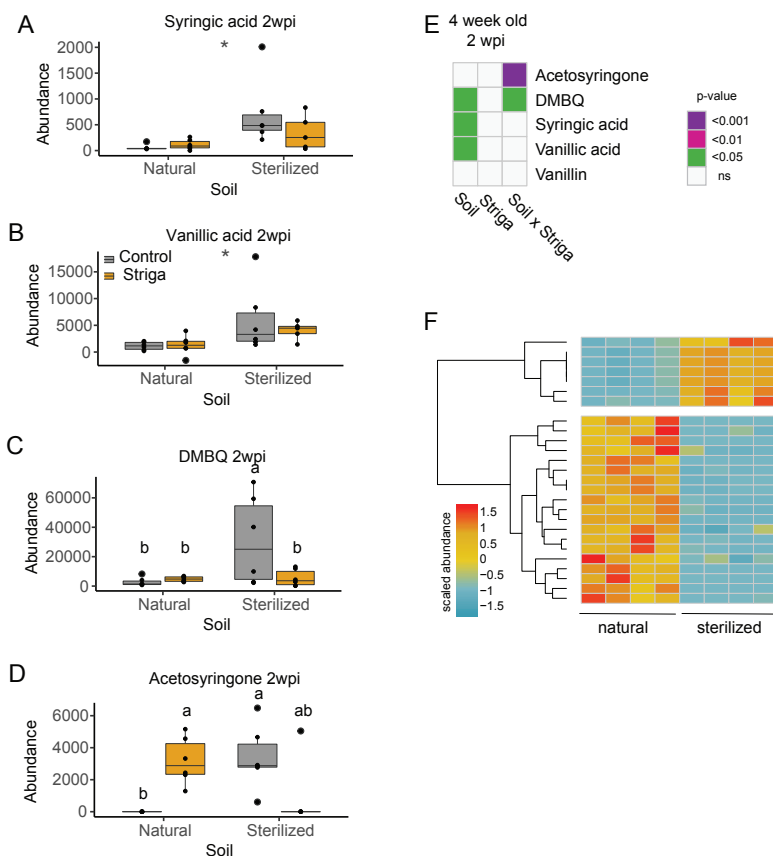 A
Syringic acid 2wpi
*
Abundance
2000
1500
1000
500
0
Natural
Sterilized
Soil
B
Vanillic acid 2wpi
*
Control
Striga
Abundance
15000
10000
5000
0
Natural
Sterilized
Soil
C
DMBQ 2wpi
a
b
b
b
Abundance
60000
40000
20000
0
Natural
Sterilized
Soil
D
Acetosyringone 2wpi
a
a
ab
b
Abundance
6000
4000
2000
0
Natural
Sterilized
Soil
E
4 week old
2 wpi
Acetosyringone
DMBQ
Syringic acid
Vanillic acid
Vanillin
Soil
Striga
Soil x Striga
p-value
<0.001
<0.01
<0.05
ns
F
scaled abundance
1.5
1
0.5
0
−0.5
−1
−1.5
natural
sterilized